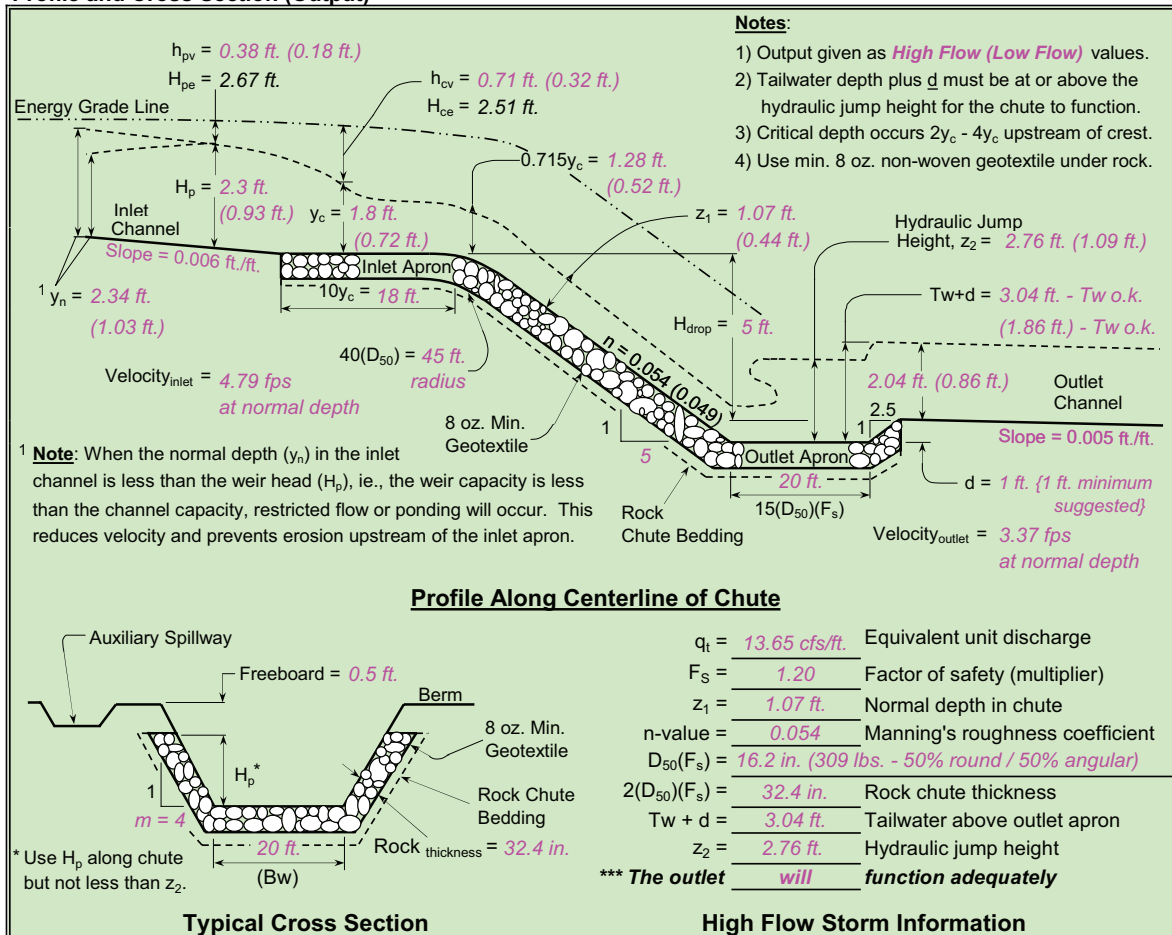 Profile and Cross Section (Output)
Notes:
1) Output given as High Flow (Low Flow) values.
2) Tailwater depth plus d must be at or above the
hydraulic jump height for the chute to function.
3) Critical depth occurs 2yc - 4yc upstream of crest.
4) Use min. 8 oz. non-woven geotextile under rock.
hpv = 0.38 ft. (0.18 ft.)
Hpe = 2.67 ft.
Energy Grade Line
hcv = 0.71 ft. (0.32 ft.)
Hce = 2.51 ft.
0.715yc = 1.28 ft.
(0.52 ft.)
Hp = 2.3 ft.
(0.93 ft.)
yc = 1.8 ft.
(0.72 ft.)
z1 = 1.07 ft.
(0.44 ft.)
Inlet
Channel
Slope = 0.006 ft./ft.
Hydraulic Jump
Height, z2 = 2.76 ft. (1.09 ft.)
Inlet Apron
10yc = 18 ft.
1 yn = 2.34 ft.
(1.03 ft.)
Tw+d = 3.04 ft. - Tw o.k.
(1.86 ft.) - Tw o.k.
Hdrop = 5 ft.
n = 0.054 (0.049)
40(D50) = 45 ft.
radius
Velocityinlet = 4.79 fps
at normal depth
2.04 ft. (0.86 ft.)
Outlet
Channel
8 oz. Min.
Geotextile
1
5
1
2.5
Slope = 0.005 ft./ft.
Outlet Apron
20 ft.
15(D50)(Fs)
d = 1 ft. {1 ft. minimum
suggested}
Rock
Chute Bedding
Velocityoutlet = 3.37 fps
at normal depth
1 Note: When the normal depth (yn) in the inlet
channel is less than the weir head (Hp), ie., the weir capacity is less
than the channel capacity, restricted flow or ponding will occur. This
reduces velocity and prevents erosion upstream of the inlet apron.
Profile Along Centerline of Chute
Auxiliary Spillway
Freeboard = 0.5 ft.
Berm
8 oz. Min.
Geotextile
Hp*
Rock
Chute
Bedding
1
m = 4
20 ft.
(Bw)
Rock thickness = 32.4 in.
* Use Hp along chute
but not less than z2.
Typical Cross Section
qt = 13.65 cfs/ft. Equivalent unit discharge
FS = 1.20 Factor of safety (multiplier)
z1 = 1.07 ft. Normal depth in chute
n-value = 0.054 Manning's roughness coefficient
D50(Fs) = 16.2 in. (309 lbs. - 50% round / 50% angular)
2(D50)(Fs) = 32.4 in. Rock chute thickness
Tw + d = 3.04 ft. Tailwater above outlet apron
z2 = 2.76 ft. Hydraulic jump height
*** The outlet will function adequately
High Flow Storm Information